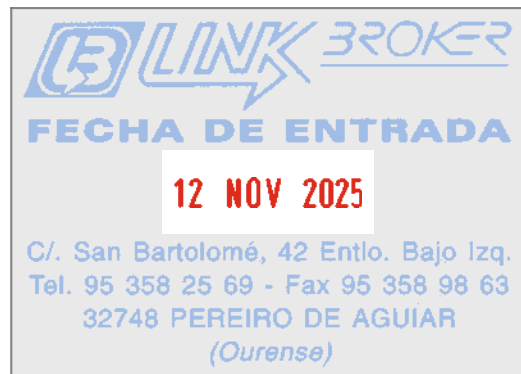 LB LINK BROKER
FECHA DE ENTRADA
12 NOV 2025
C/. San Bartolomé, 42 Entlo. Bajo Izq.
Tel. 95 358 25 69 - Fax 95 358 98 63
32748 PEREIRO DE AGUIAR
(Ourense)